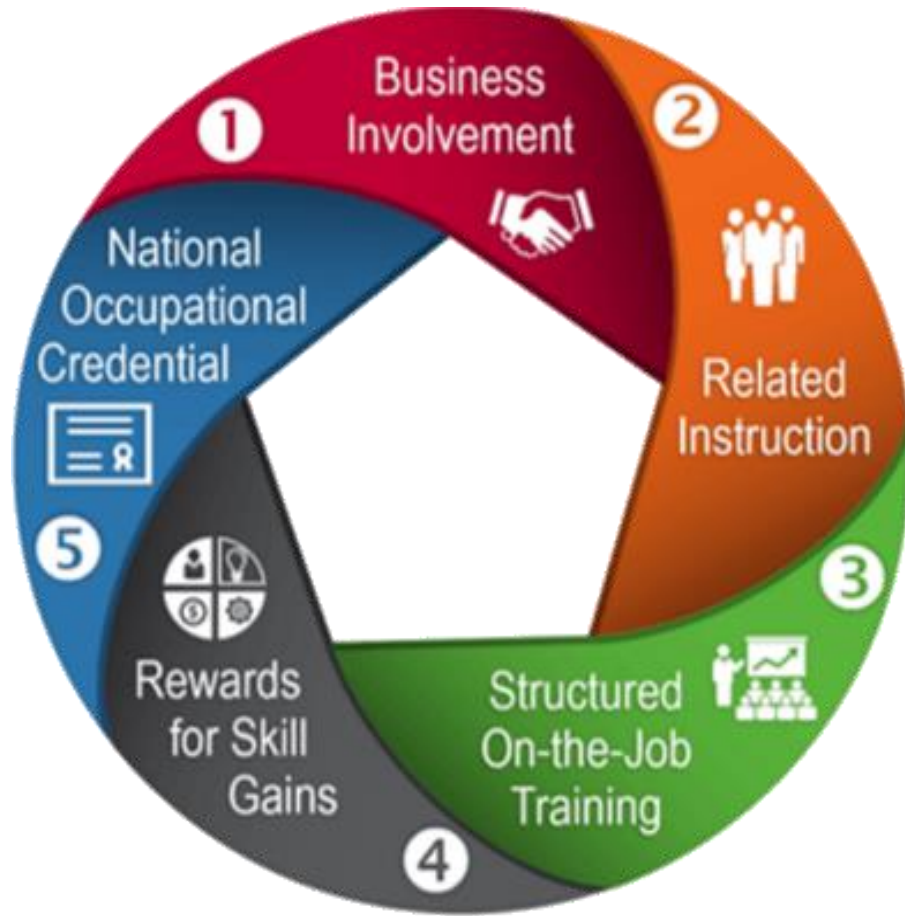 1
Business
Involvement
2
Related
Instruction
3
Structured
On-the-Job
Training
4
Rewards
for Skill
Gains
5
National
Occupational
Credential